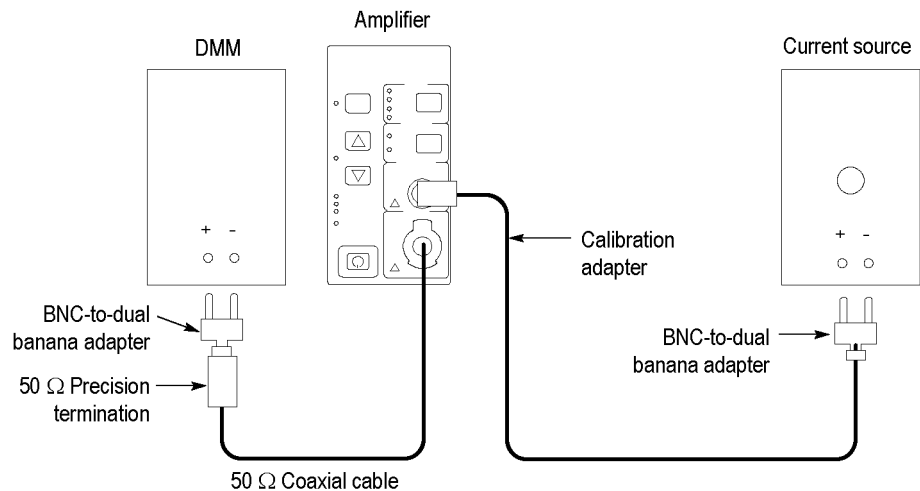 Amplifier
DMM
Current source
+ -
+ -
Calibration
adapter
BNC-to-dual
banana adapter
BNC-to-dual
banana adapter
50 Ω Precision
termination
50 Ω Coaxial cable